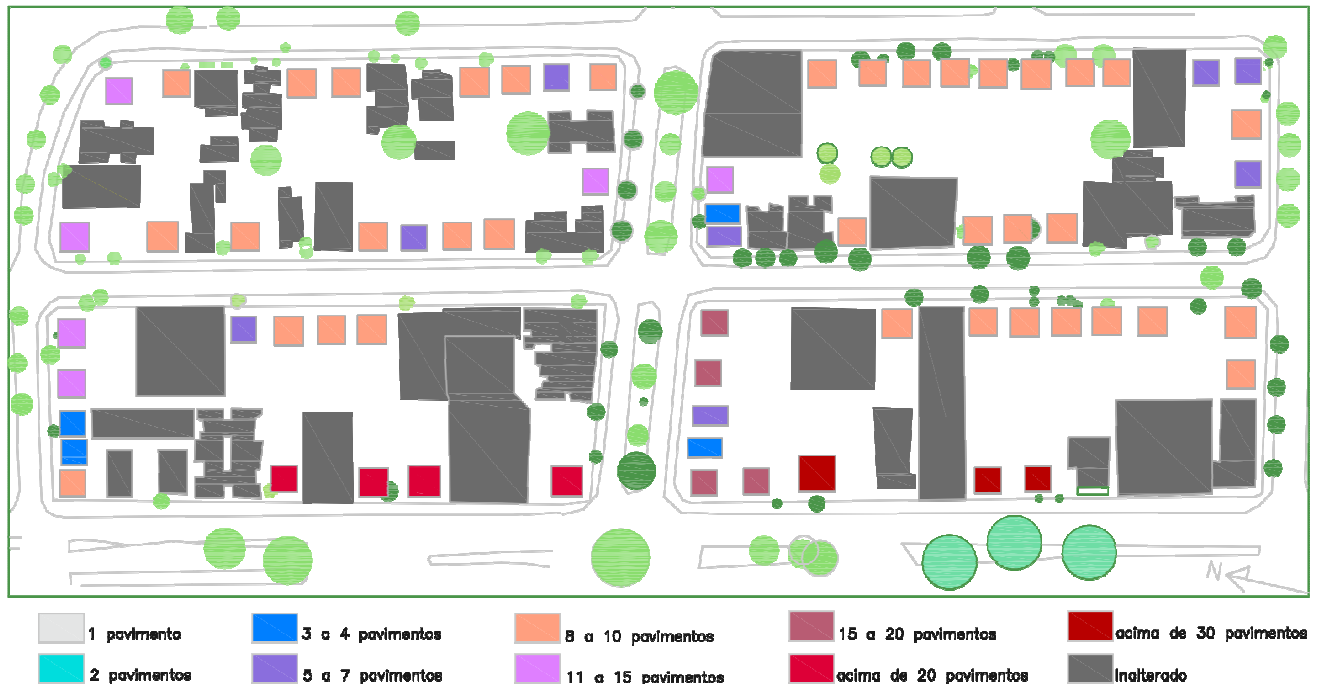 N
1 pavimento
3 a 4 pavimentos
8 a 10 pavimentos
15 a 20 pavimentos
acima de 30 pavimentos
2 pavimentos
5 a 7 pavimentos
11 a 15 pavimentos
acima de 20 pavimentos
Inalterado